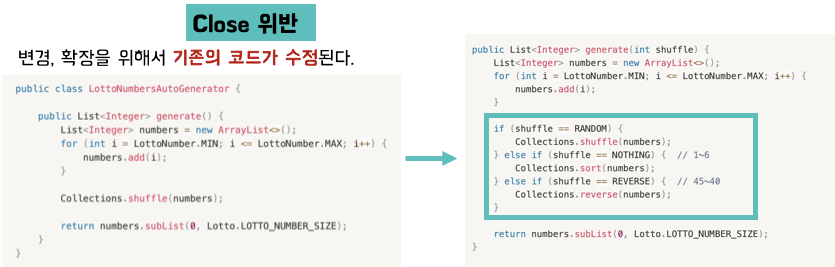 Close 위반
변경, 확장을 위해서 기존의 코드가 수정된다.
public class LottoNumbersAutoGenerator {
public List<Integer> generate() {
List<Integer> numbers = new ArrayList<>();
for (int i = LottoNumber.MIN; i <= LottoNumber.MAX; i++) {
numbers.add(i);
}
Collections.shuffle(numbers);
return numbers.subList(0, Lotto.LOTTO_NUMBER_SIZE);
}
}
public List<Integer> generate(int shuffle) {
List<Integer> numbers = new ArrayList<>();
for (int i = LottoNumber.MIN; i <= LottoNumber.MAX; i++) {
numbers.add(i);
}
if (shuffle == RANDOM) {
Collections.shuffle(numbers);
} else if (shuffle == NOTHING) {  // 1~6
Collections.sort(numbers);
} else if (shuffle == REVERSE) {  // 45~40
Collections.reverse(numbers);
}
return numbers.subList(0, Lotto.LOTTO_NUMBER_SIZE);
}